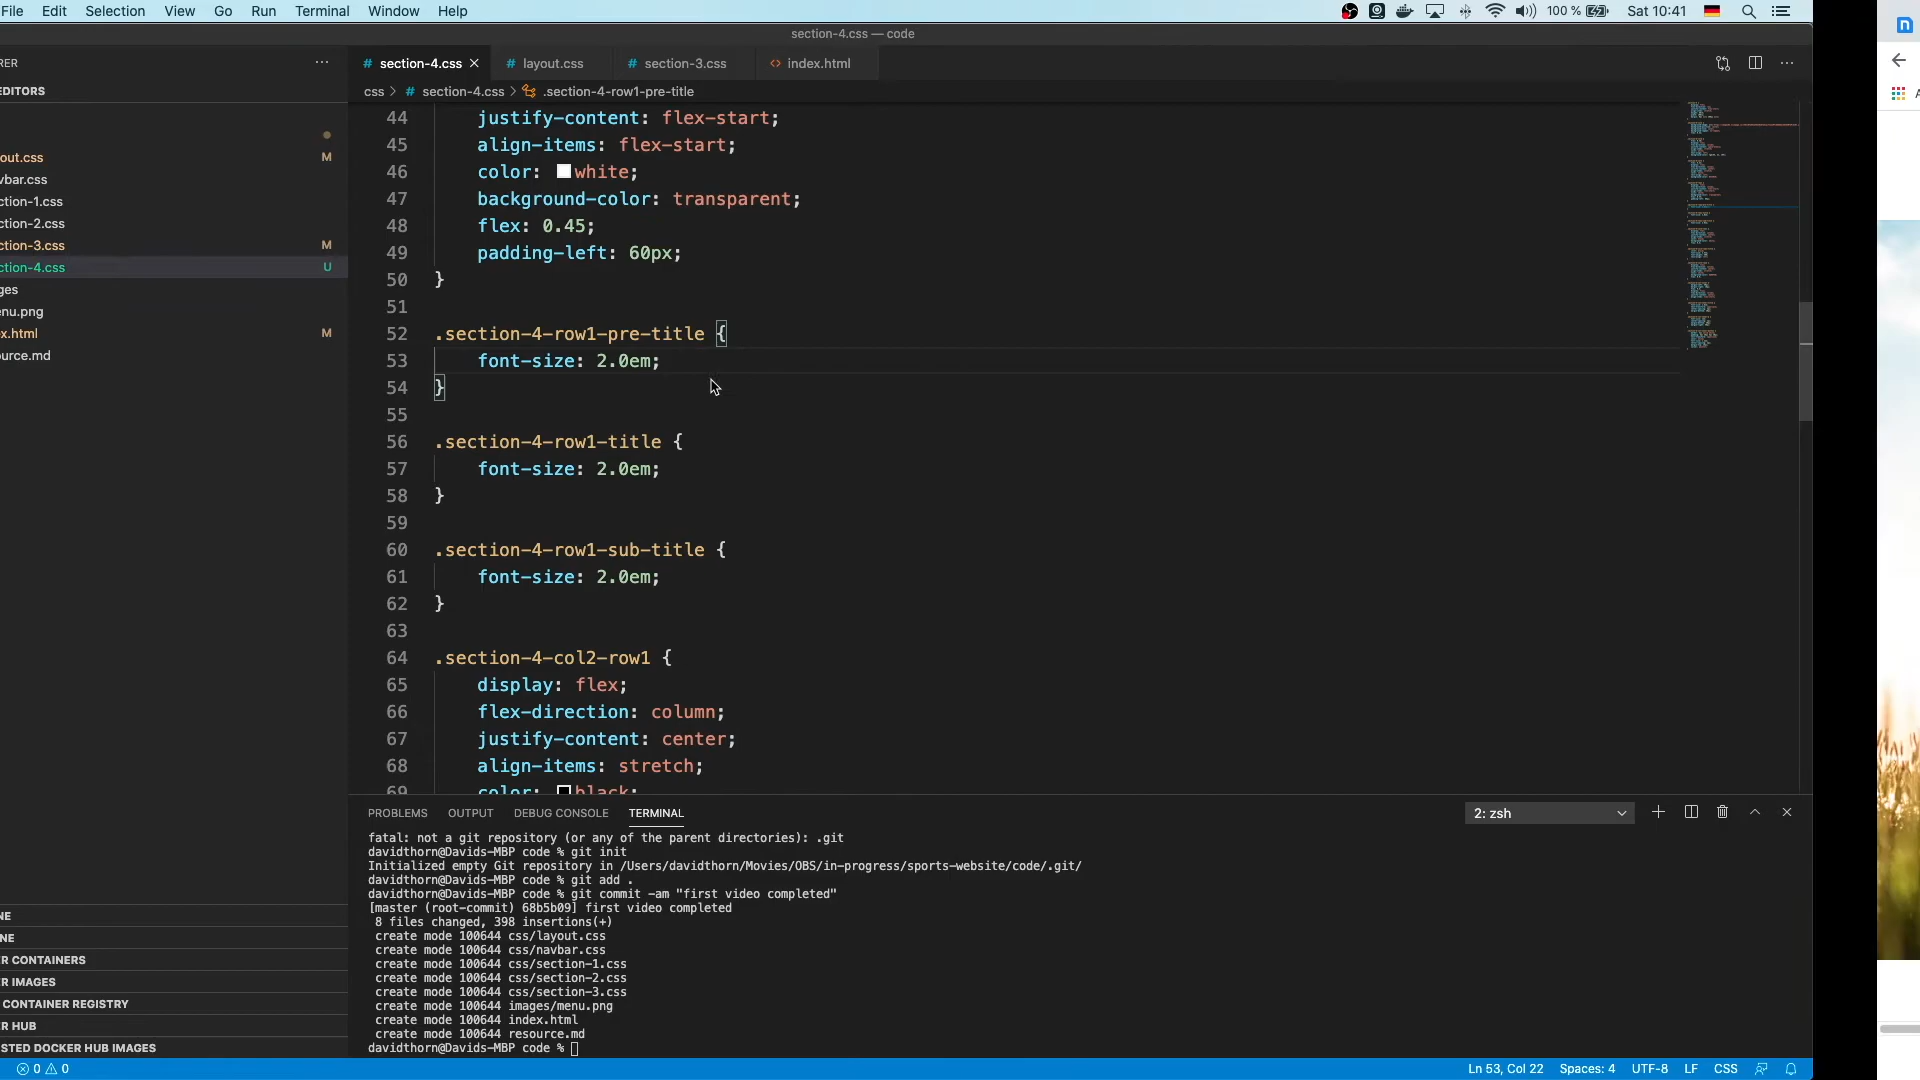 File Edit Selection View Go Run Terminal Window Help 100 % Sat 10:41
section-4.css — code
RER ···
EDITORS
out.css M
vbar.css
ction-1.css
ction-2.css
ction-3.css M
ction-4.css U
ges
enu.png
x.html M
ource.md
NE
NE
R CONTAINERS
R IMAGES
CONTAINER REGISTRY
R HUB
STED DOCKER HUB IMAGES
# section-4.css × # layout.css # section-3.css <> index.html ···
css > # section-4.css > .section-4-row1-pre-title
44 justify-content: flex-start;
45 align-items: flex-start;
46 color: white;
47 background-color: transparent;
48 flex: 0.45;
49 padding-left: 60px;
50 }
51
52 .section-4-row1-pre-title {
53 font-size: 2.0em;
54 }
55
56 .section-4-row1-title {
57 font-size: 2.0em;
58 }
59
60 .section-4-row1-sub-title {
61 font-size: 2.0em;
62 }
63
64 .section-4-col2-row1 {
65 display: flex;
66 flex-direction: column;
67 justify-content: center;
68 align-items: stretch;
69 color: black;
PROBLEMS OUTPUT DEBUG CONSOLE TERMINAL 2: zsh
fatal: not a git repository (or any of the parent directories): .git
davidthorn@Davids-MBP code % git init
Initialized empty Git repository in /Users/davidthorn/Movies/OBS/in-progress/sports-website/code/.git/
davidthorn@Davids-MBP code % git add .
davidthorn@Davids-MBP code % git commit -am "first video completed"
[master (root-commit) 68b5b09] first video completed
8 files changed, 398 insertions(+)
create mode 100644 css/layout.css
create mode 100644 css/navbar.css
create mode 100644 css/section-1.css
create mode 100644 css/section-2.css
create mode 100644 css/section-3.css
create mode 100644 images/menu.png
create mode 100644 index.html
create mode 100644 resource.md
davidthorn@Davids-MBP code %
0 0 Ln 53, Col 22 Spaces: 4 UTF-8 LF CSS
n
A